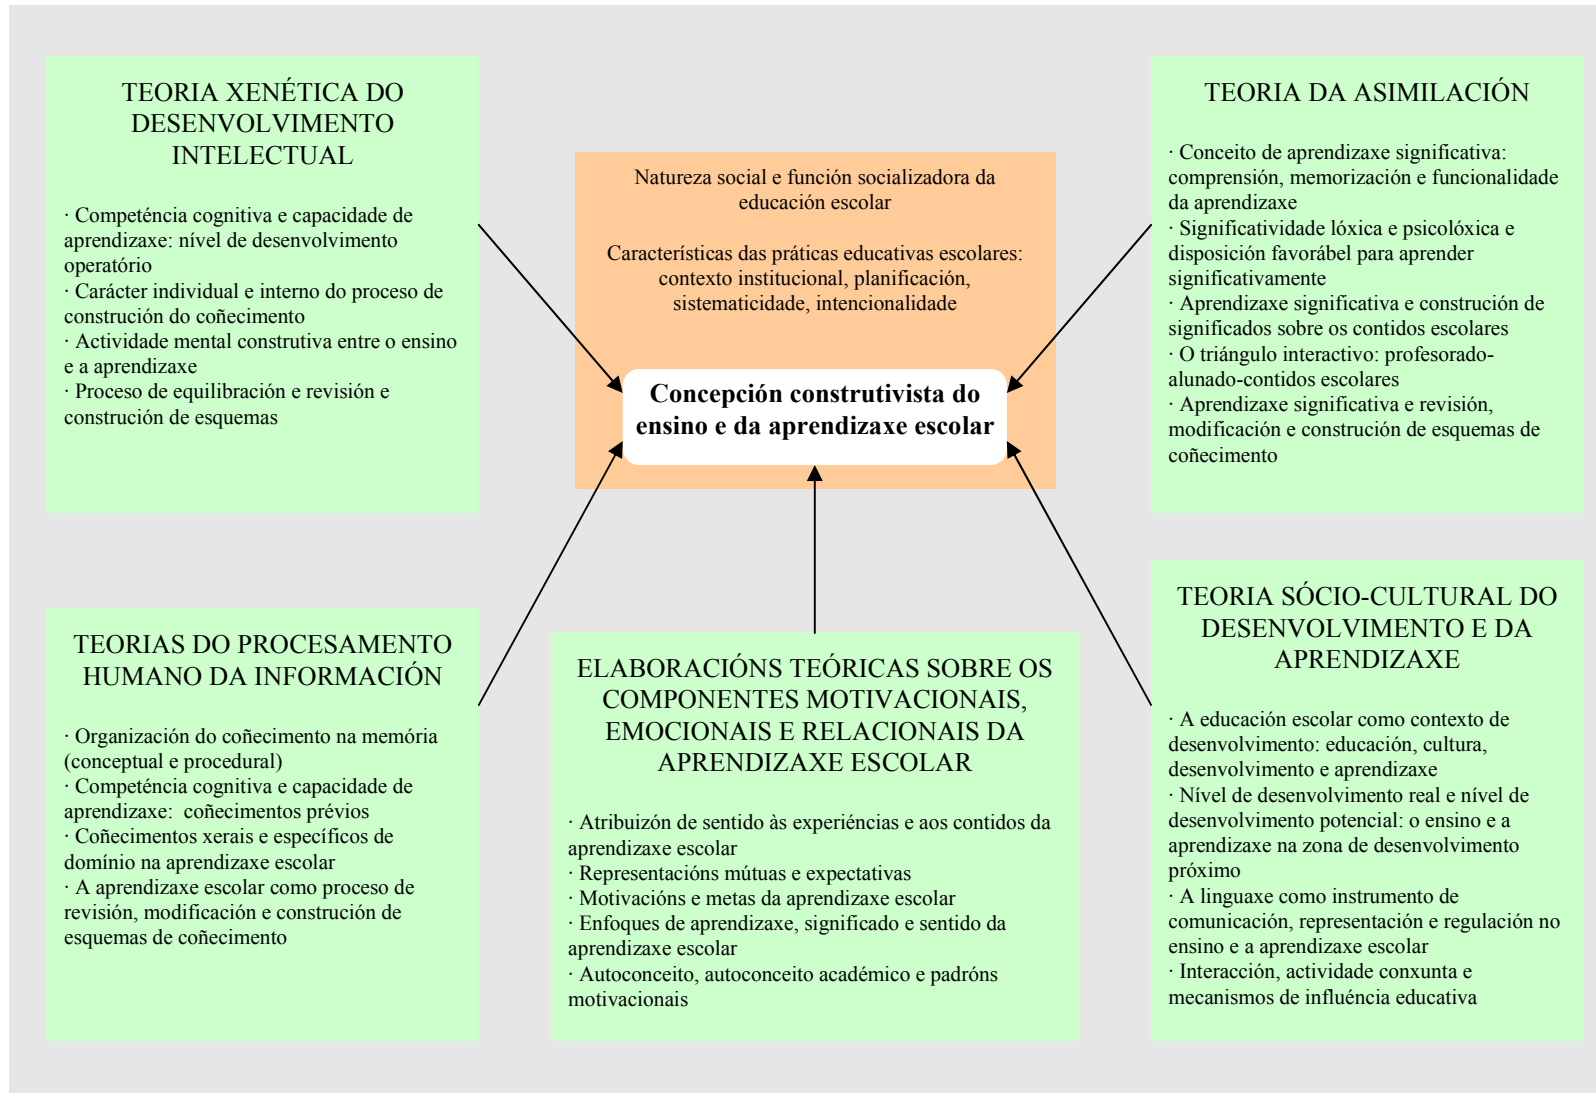 TEORIA XENÉTICA DO
DESENVOLVIMENTO
INTELECTUAL
· Competéncia cognitiva e capacidade de
aprendizaxe: nível de desenvolvimento
operatório
· Carácter individual e interno do proceso de
construción do coñecimento
· Actividade mental construtiva entre o ensino
e a aprendizaxe
· Proceso de equilibración e revisión e
construción de esquemas
Natureza social e función socializadora da
educación escolar
Características das práticas educativas escolares:
contexto institucional, planificación,
sistematicidade, intencionalidade
Concepción construtivista do
ensino e da aprendizaxe escolar
TEORIA DA ASIMILACIÓN
· Conceito de aprendizaxe significativa:
comprensión, memorización e funcionalidade
da aprendizaxe
· Significatividade lóxica e psicolóxica e
disposición favorábel para aprender
significativamente
· Aprendizaxe significativa e construción de
significados sobre os contidos escolares
· O triángulo interactivo: profesorado-
alunado-contidos escolares
· Aprendizaxe significativa e revisión,
modificación e construción de esquemas de
coñecimento
TEORIAS DO PROCESAMENTO
HUMANO DA INFORMACIÓN
· Organización do coñecimento na memória
(conceptual e procedural)
· Competéncia cognitiva e capacidade de
aprendizaxe:  coñecimentos prévios
· Coñecimentos xerais e específicos de
domínio na aprendizaxe escolar
· A aprendizaxe escolar como proceso de
revisión, modificación e construción de
esquemas de coñecimento
ELABORACIÓNS TEÓRICAS SOBRE OS
COMPONENTES MOTIVACIONAIS,
EMOCIONAIS E RELACIONAIS DA
APRENDIZAXE ESCOLAR
· Atribuizón de sentido às experiéncias e aos contidos da
aprendizaxe escolar
· Representacións mútuas e expectativas
· Motivacións e metas da aprendizaxe escolar
· Enfoques de aprendizaxe, significado e sentido da
aprendizaxe escolar
· Autoconceito, autoconceito académico e padróns
motivacionais
TEORIA SÓCIO-CULTURAL DO
DESENVOLVIMENTO E DA
APRENDIZAXE
· A educación escolar como contexto de
desenvolvimento: educación, cultura,
desenvolvimento e aprendizaxe
· Nível de desenvolvimento real e nível de
desenvolvimento potencial: o ensino e a
aprendizaxe na zona de desenvolvimento
próximo
· A linguaxe como instrumento de
comunicación, representación e regulación no
ensino e a aprendizaxe escolar
· Interacción, actividade conxunta e
mecanismos de influéncia educativa